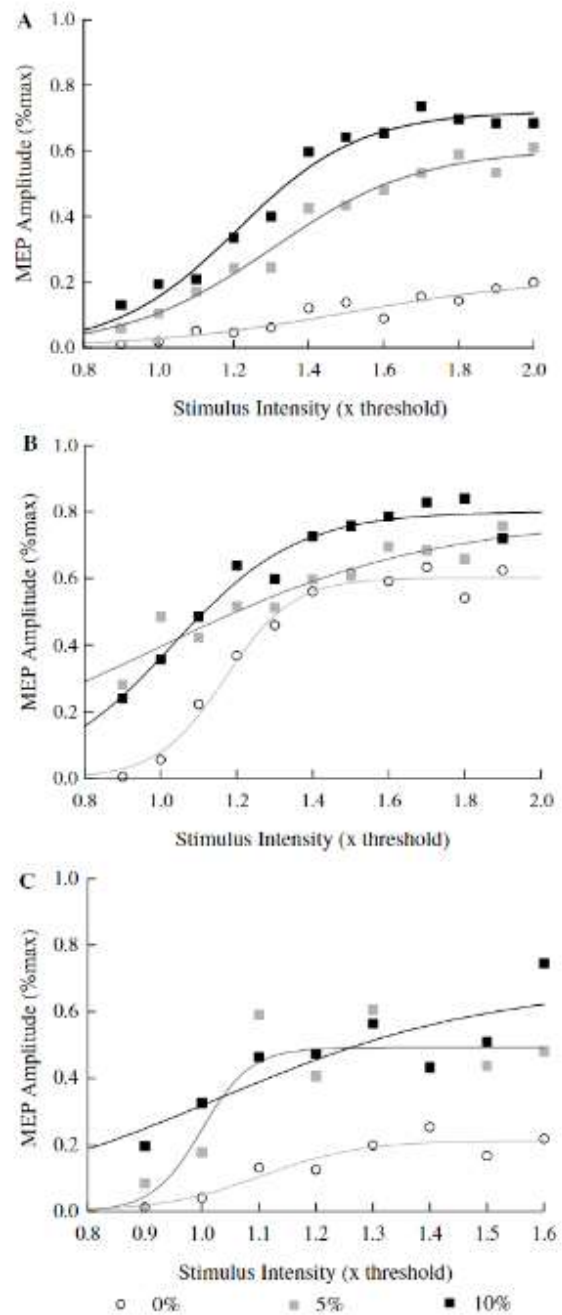 A
1.0
0.8
0.6
0.4
0.2
0.0
MEP Amplitude (%max)
0.8 1.0 1.2 1.4 1.6 1.8 2.0
Stimulus Intensity (x threshold)
B
1.0
0.8
0.6
0.4
0.2
0.0
MEP Amplitude (%max)
0.8 1.0 1.2 1.4 1.6 1.8 2.0
Stimulus Intensity (x threshold)
C
1.0
0.8
0.6
0.4
0.2
0.0
MEP Amplitude (%max)
0.8 0.9 1.0 1.1 1.2 1.3 1.4 1.5 1.6
Stimulus Intensity (x threshold)
0% 5% 10%